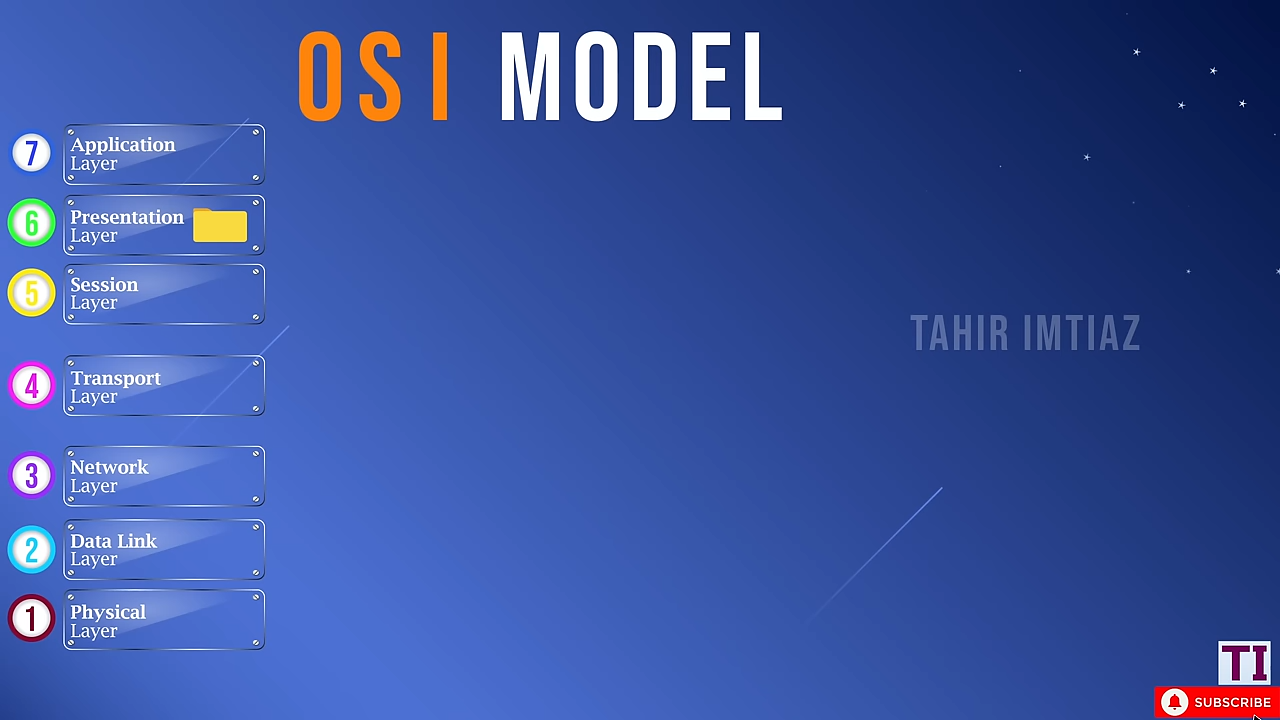 OSI MODEL
7
Application
Layer
6
Presentation
Layer
5
Session
Layer
TAHIR IMTIAZ
4
Transport
Layer
3
Network
Layer
2
Data Link
Layer
1
Physical
Layer
TI
SUBSCRIBE